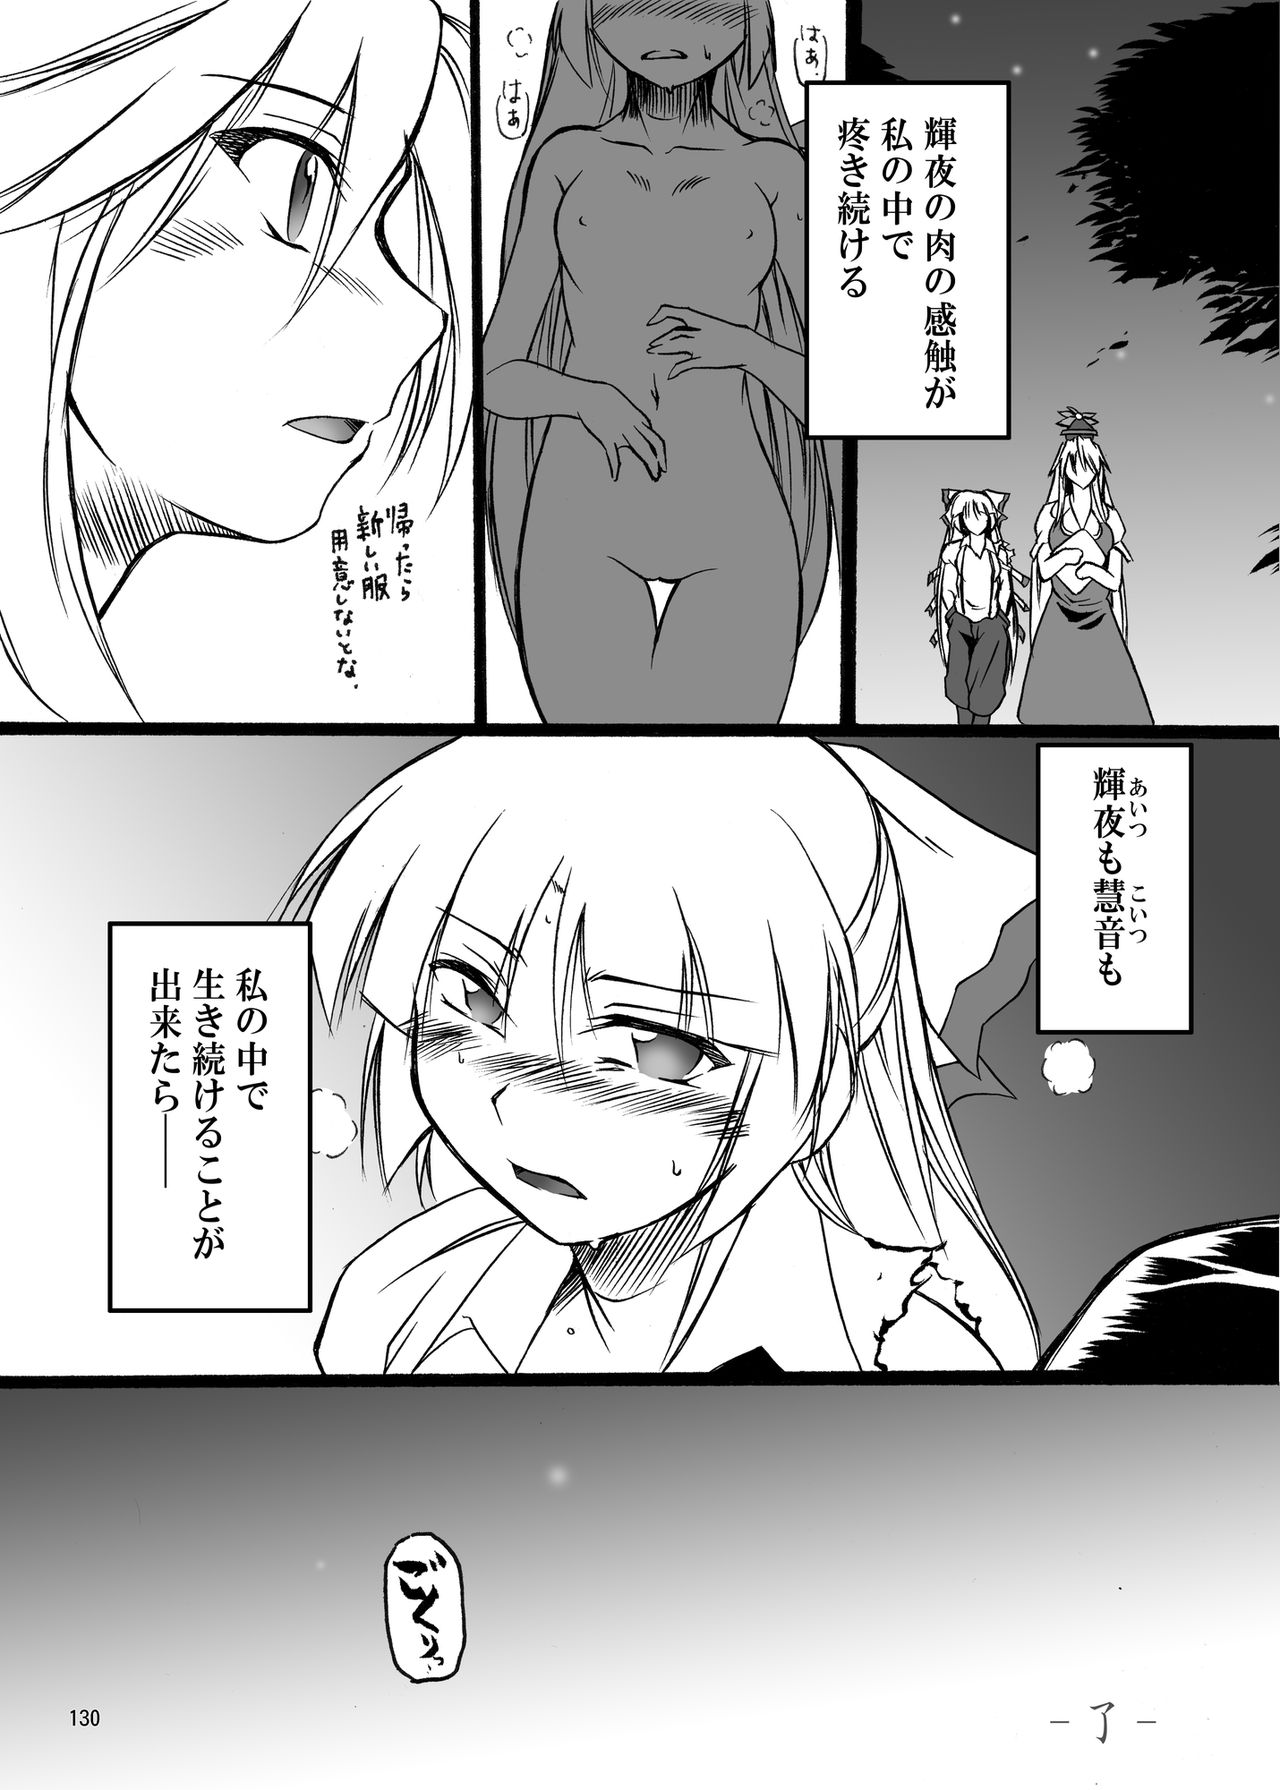 輝夜の肉の感触が
私の中で
疼き続ける
はぁ、
はぁ
帰ったら
新しい服
用意しないとな、
輝夜も慧音も
あいつ
こいつ
私の中で
生き続けることが
出来たら――
ごくりっ
- 了 -
130